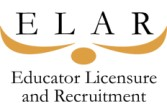 ELAR
Educator Licensure
and Recruitment